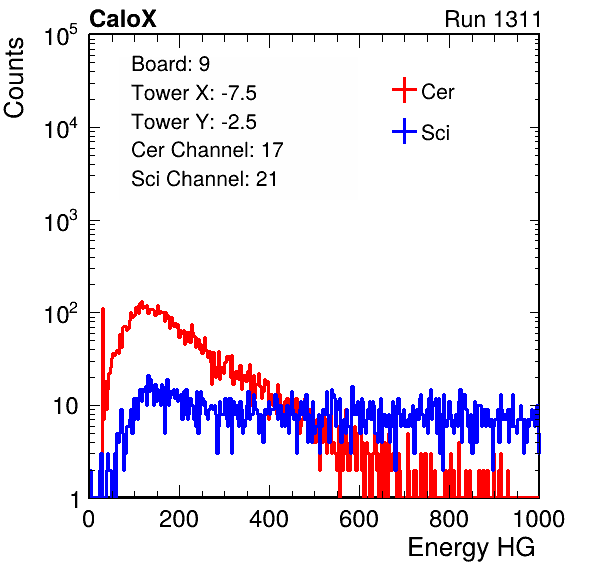 CaloX Run 1311
Counts
10^5
10^4
10^3
10^2
10
1
Board: 9
Tower X: -7.5
Tower Y: -2.5
Cer Channel: 17
Sci Channel: 21
Cer
Sci
0 200 400 600 800 1000
Energy HG